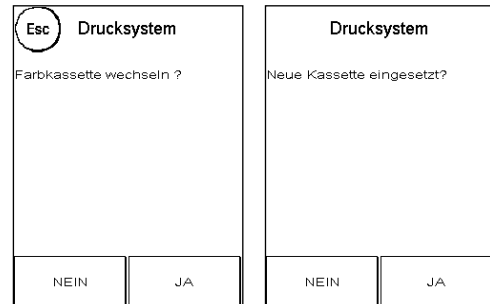 Esc Drucksystem
Farbkassette wechseln ?
NEIN JA
Drucksystem
Neue Kassette eingesetzt?
NEIN JA